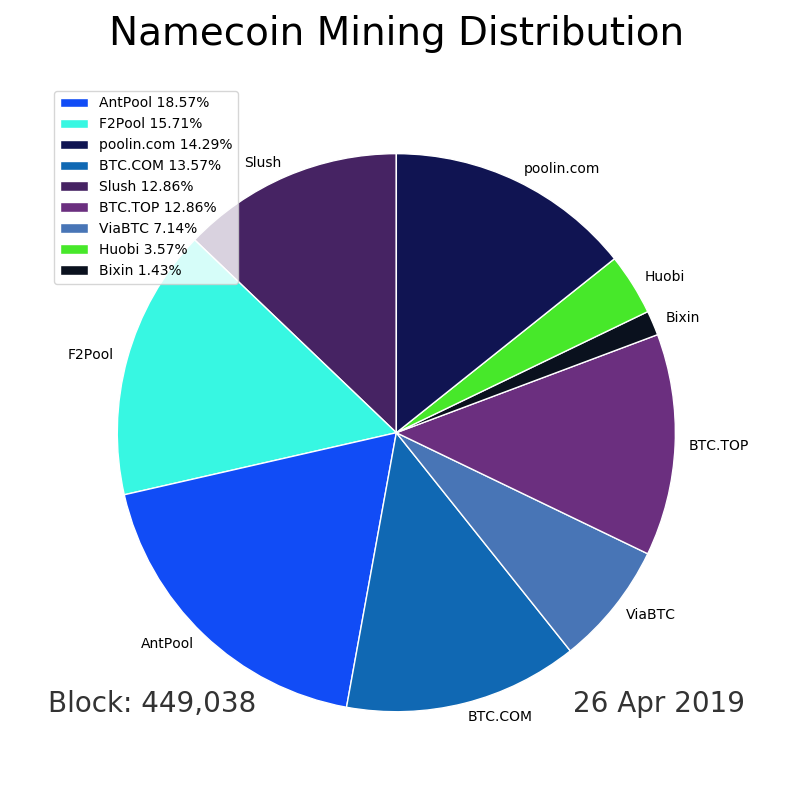 Namecoin Mining Distribution
AntPool 18.57%
F2Pool 15.71%
poolin.com 14.29%
BTC.COM 13.57%
Slush 12.86%
BTC.TOP 12.86%
ViaBTC 7.14%
Huobi 3.57%
Bixin 1.43%
Slush
poolin.com
Huobi
Bixin
F2Pool
BTC.TOP
ViaBTC
AntPool
BTC.COM
Block: 449,038
26 Apr 2019